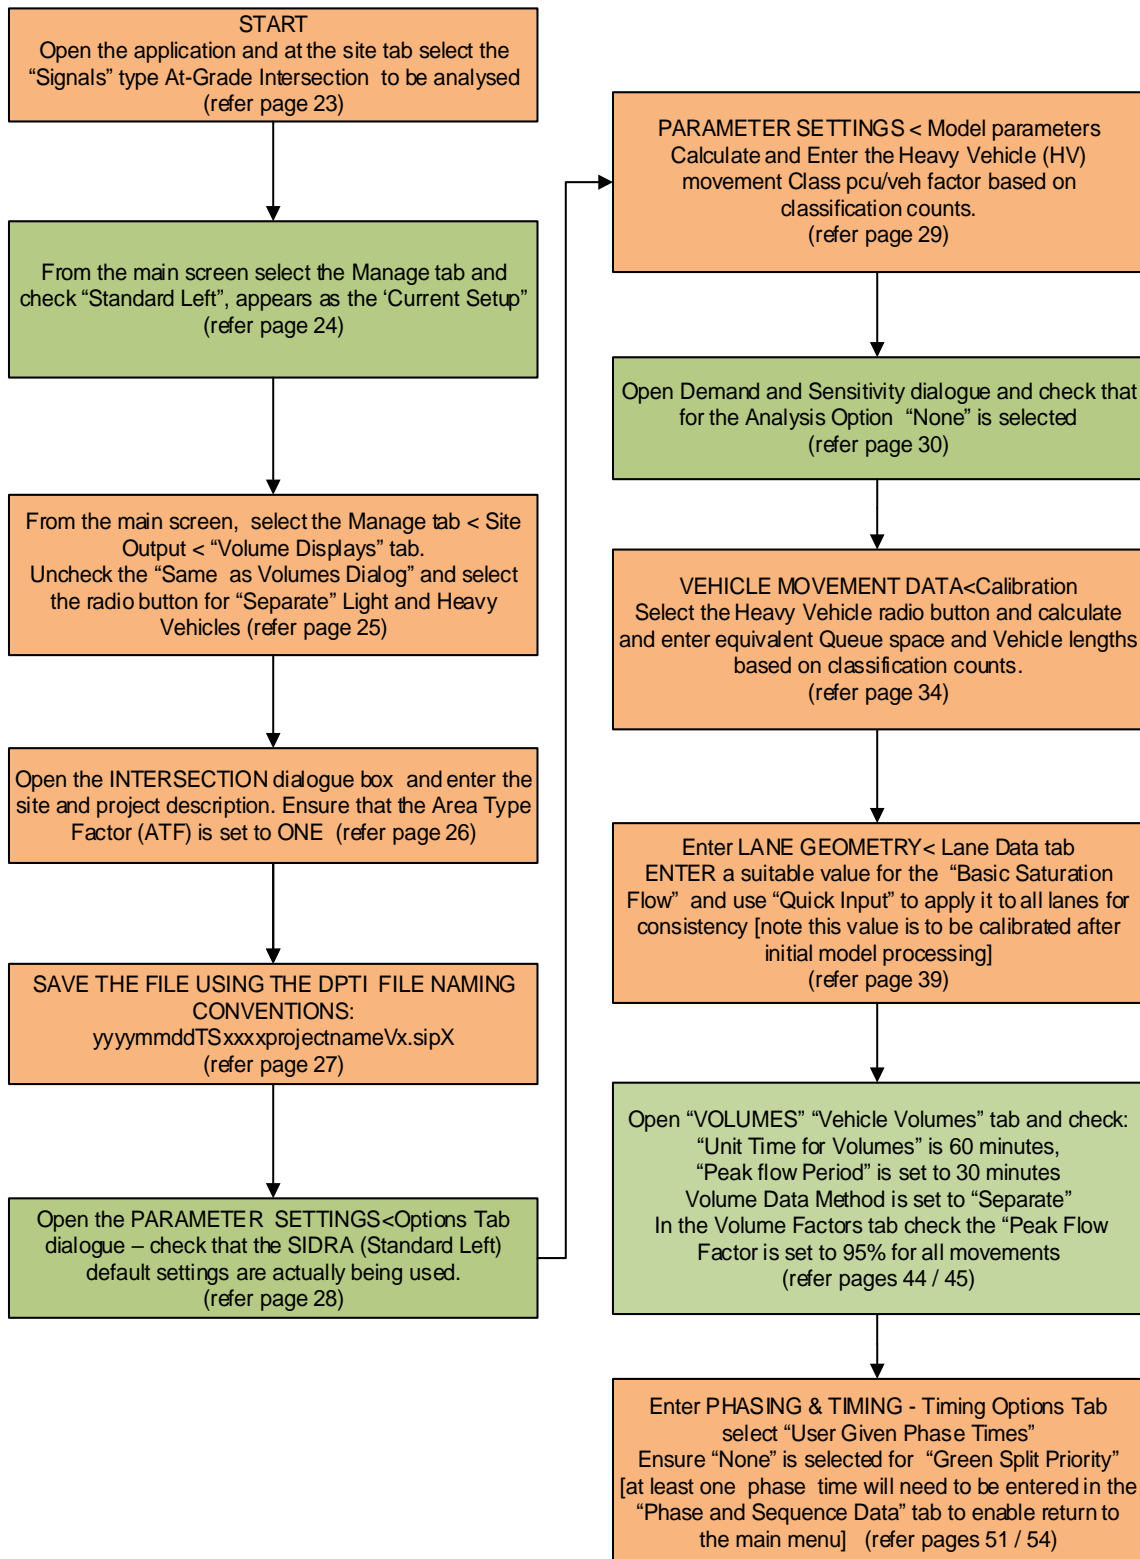 START
Open the application and at the site tab select the
“Signals” type At-Grade Intersection to be analysed
(refer page 23)
From the main screen select the Manage tab and
check “Standard Left”, appears as the ‘Current Setup”
(refer page 24)
From the main screen, select the Manage tab < Site
Output < “Volume Displays” tab.
Uncheck the “Same as Volumes Dialog” and select
the radio button for “Separate” Light and Heavy
Vehicles (refer page 25)
Open the INTERSECTION dialogue box and enter the
site and project description. Ensure that the Area Type
Factor (ATF) is set to ONE (refer page 26)
SAVE THE FILE USING THE DPTI FILE NAMING
CONVENTIONS:
yyyymmddTSxxxxprojectnameVx.sipX
(refer page 27)
Open the PARAMETER SETTINGS<Options Tab
dialogue – check that the SIDRA (Standard Left)
default settings are actually being used.
(refer page 28)
PARAMETER SETTINGS < Model parameters
Calculate and Enter the Heavy Vehicle (HV)
movement Class pcu/veh factor based on
classification counts.
(refer page 29)
Open Demand and Sensitivity dialogue and check that
for the Analysis Option “None” is selected
(refer page 30)
VEHICLE MOVEMENT DATA<Calibration
Select the Heavy Vehicle radio button and calculate
and enter equivalent Queue space and Vehicle lengths
based on classification counts.
(refer page 34)
Enter LANE GEOMETRY< Lane Data tab
ENTER a suitable value for the “Basic Saturation
Flow” and use “Quick Input” to apply it to all lanes for
consistency [note this value is to be calibrated after
initial model processing]
(refer page 39)
Open “VOLUMES” “Vehicle Volumes” tab and check:
“Unit Time for Volumes” is 60 minutes,
“Peak flow Period” is set to 30 minutes
Volume Data Method is set to “Separate”
In the Volume Factors tab check the “Peak Flow
Factor is set to 95% for all movements
(refer pages 44 / 45)
Enter PHASING & TIMING - Timing Options Tab
select “User Given Phase Times”
Ensure “None” is selected for “Green Split Priority”
[at least one phase time will need to be entered in the
“Phase and Sequence Data” tab to enable return to
the main menu] (refer pages 51 / 54)